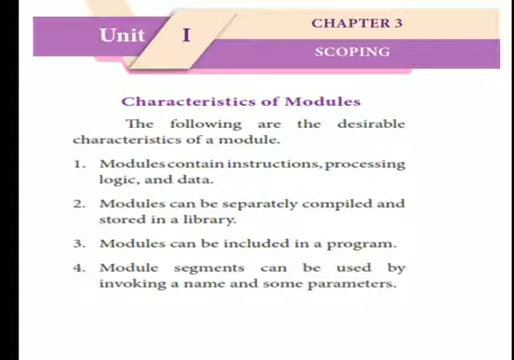 Unit I
CHAPTER 3
SCOPING
Characteristics of Modules
The following are the desirable
characteristics of a module.
1. Modules contain instructions, processing
logic, and data.
2. Modules can be separately compiled and
stored in a library.
3. Modules can be included in a program.
4. Module segments can be used by
invoking a name and some parameters.